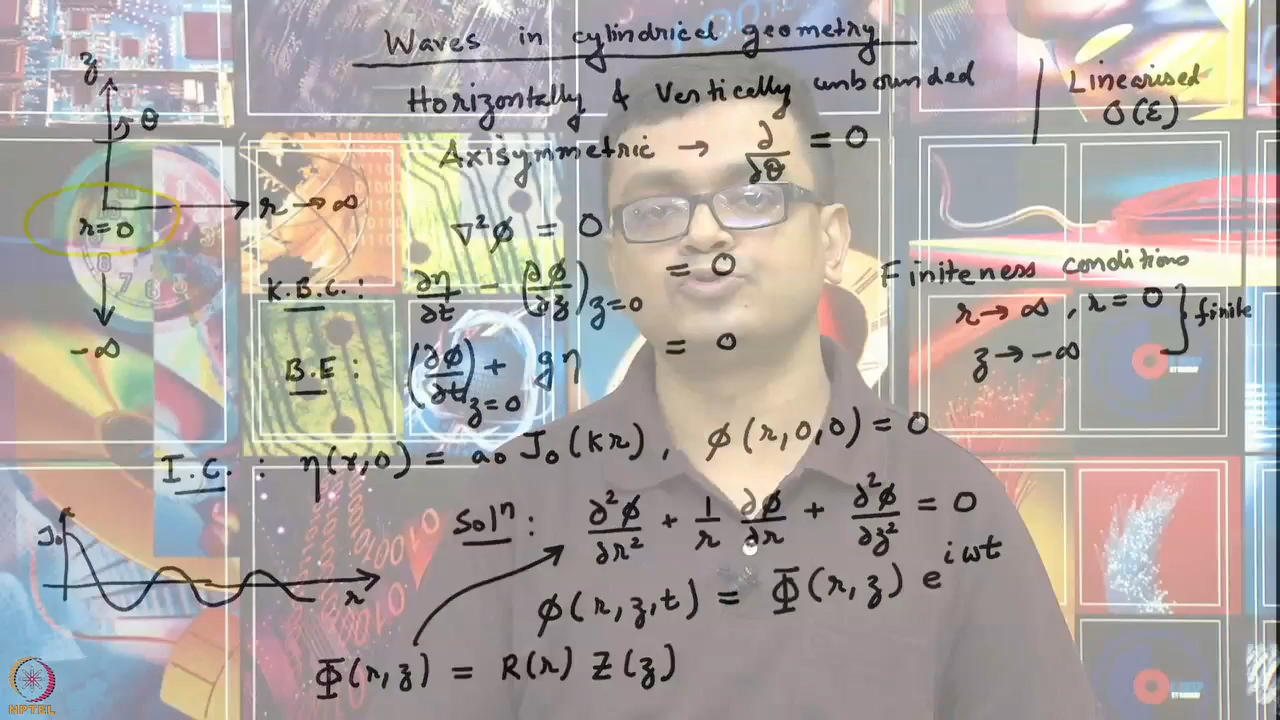 Waves in cylindrical geometry
Horizontally & Vertically unbounded
Linearised
O(ε)
Axisymmetric → ∂/∂θ = 0
z
θ
r → ∞
r=0
-∞
∇²φ = 0
K.B.C.: ∂η/∂t - (∂φ/∂z)z=0 = 0
B.E: (∂φ/∂t)z=0 + gη = 0
Finiteness conditions
r → ∞, r = 0
z → -∞
} finite
I.C.: η(r,0) = a₀ J₀(kr), φ(r,0,0) = 0
J₀
r
Solⁿ: ∂²φ/∂r² + 1/r ∂φ/∂r + ∂²φ/∂z² = 0
φ(r,z,t) = Φ(r,z) e^iωt
Φ(r,z) = R(r) Z(z)
NPTEL